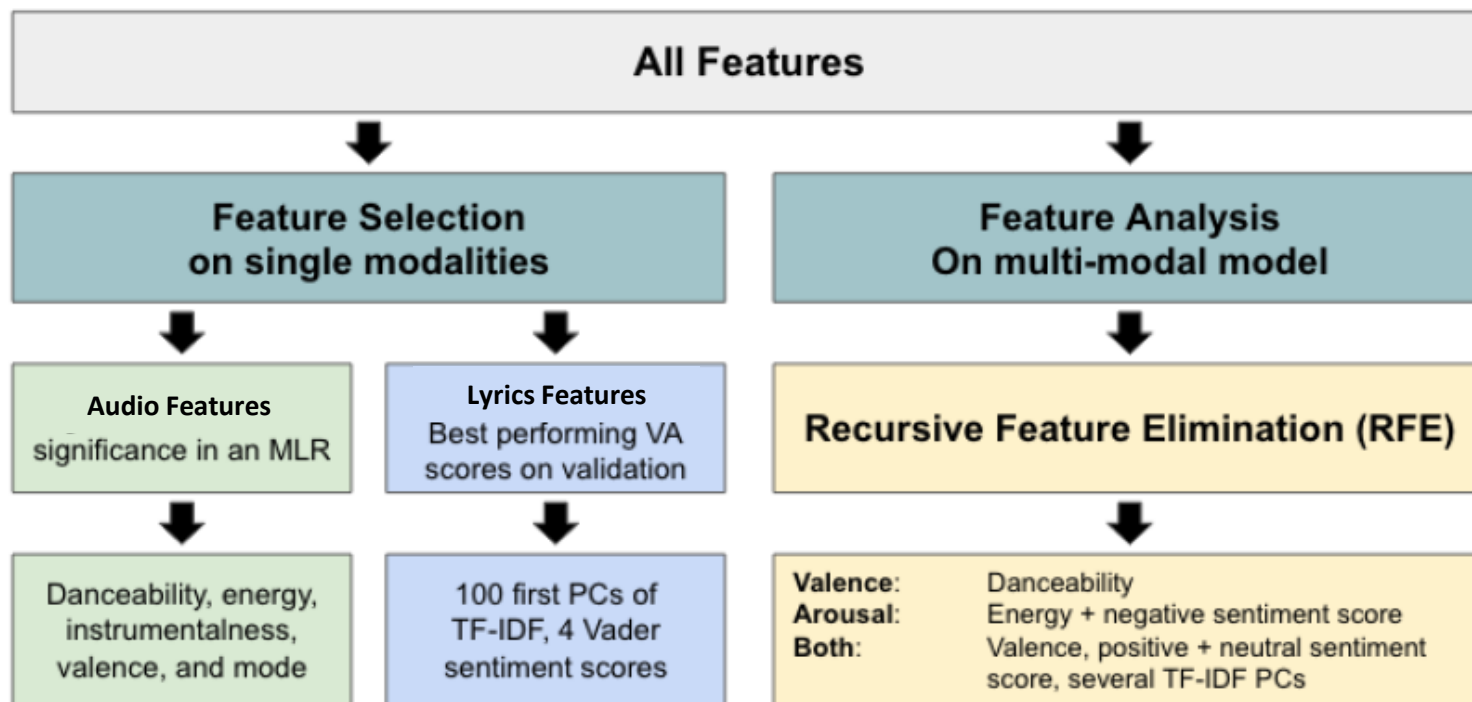 All Features
Feature Selection
on single modalities
Feature Analysis
On multi-modal model
Audio Features
significance in an MLR
Lyrics Features
Best performing VA
scores on validation
Recursive Feature Elimination (RFE)
Danceability, energy,
instrumentalness,
valence, and mode
100 first PCs of
TF-IDF, 4 Vader
sentiment scores
Valence: Danceability
Arousal: Energy + negative sentiment score
Both: Valence, positive + neutral sentiment
score, several TF-IDF PCs